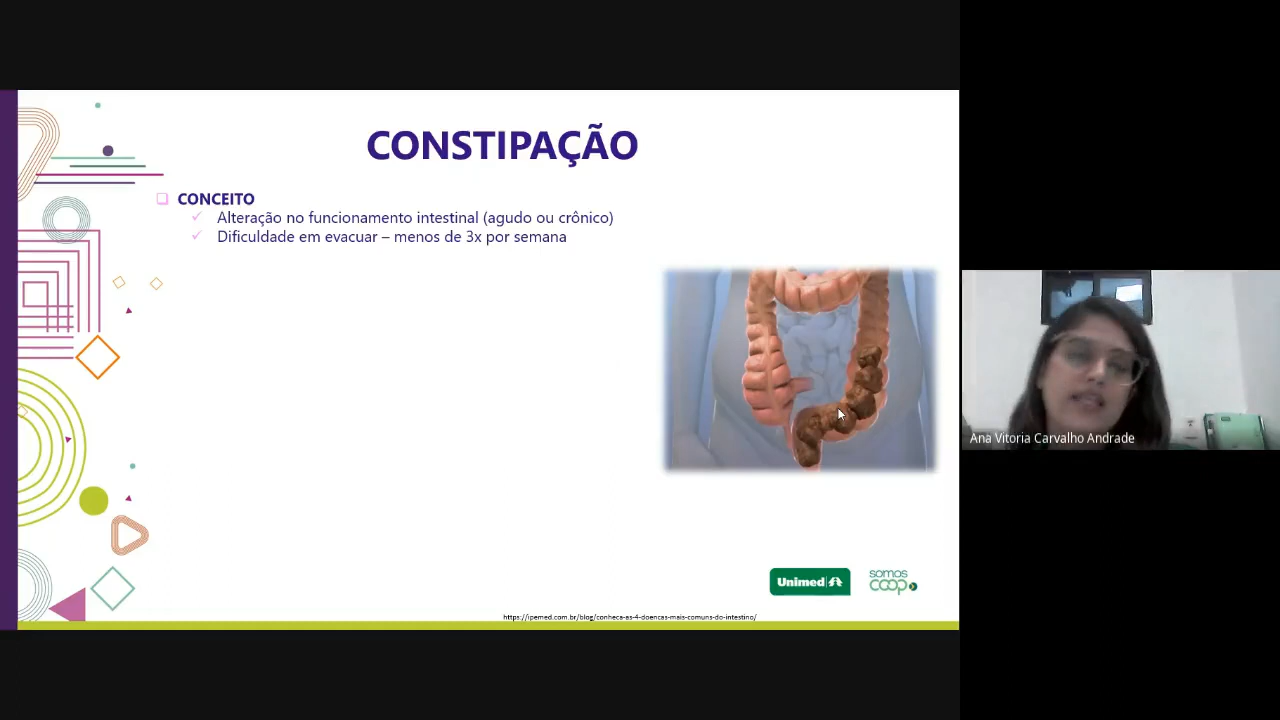 CONSTIPAÇÃO
CONCEITO
Alteração no funcionamento intestinal (agudo ou crônico)
Dificuldade em evacuar – menos de 3x por semana
Ana Vitoria Carvalho Andrade
Unimed
somos
coop
https://ipemed.com.br/blog/conheca-as-4-doencas-mais-comuns-do-intestino/